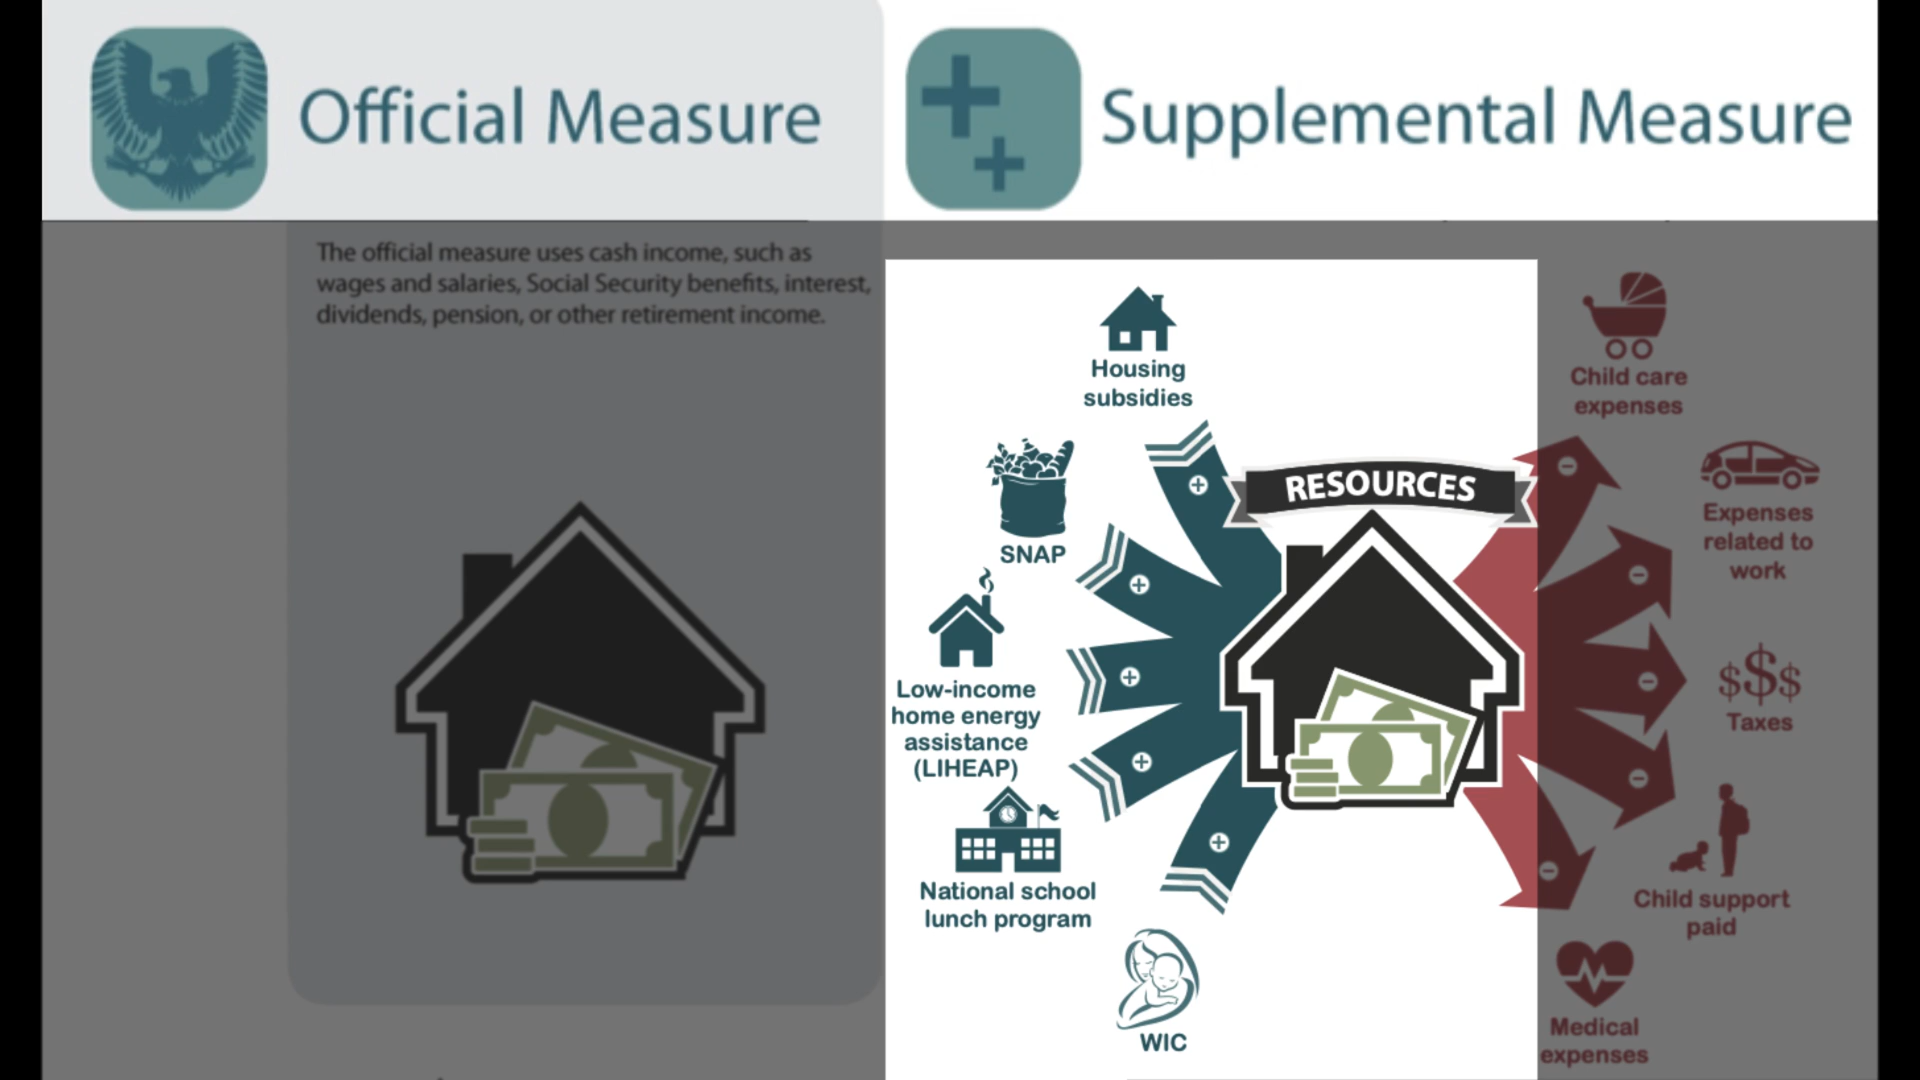 Official Measure
Supplemental Measure
The official measure uses cash income, such as
wages and salaries, Social Security benefits, interest,
dividends, pension, or other retirement income.
Housing
subsidies
SNAP
Low-income
home energy
assistance
(LIHEAP)
National school
lunch program
WIC
RESOURCES
Child care
expenses
Expenses
related to
work
$$$
Taxes
Child support
paid
Medical
expenses